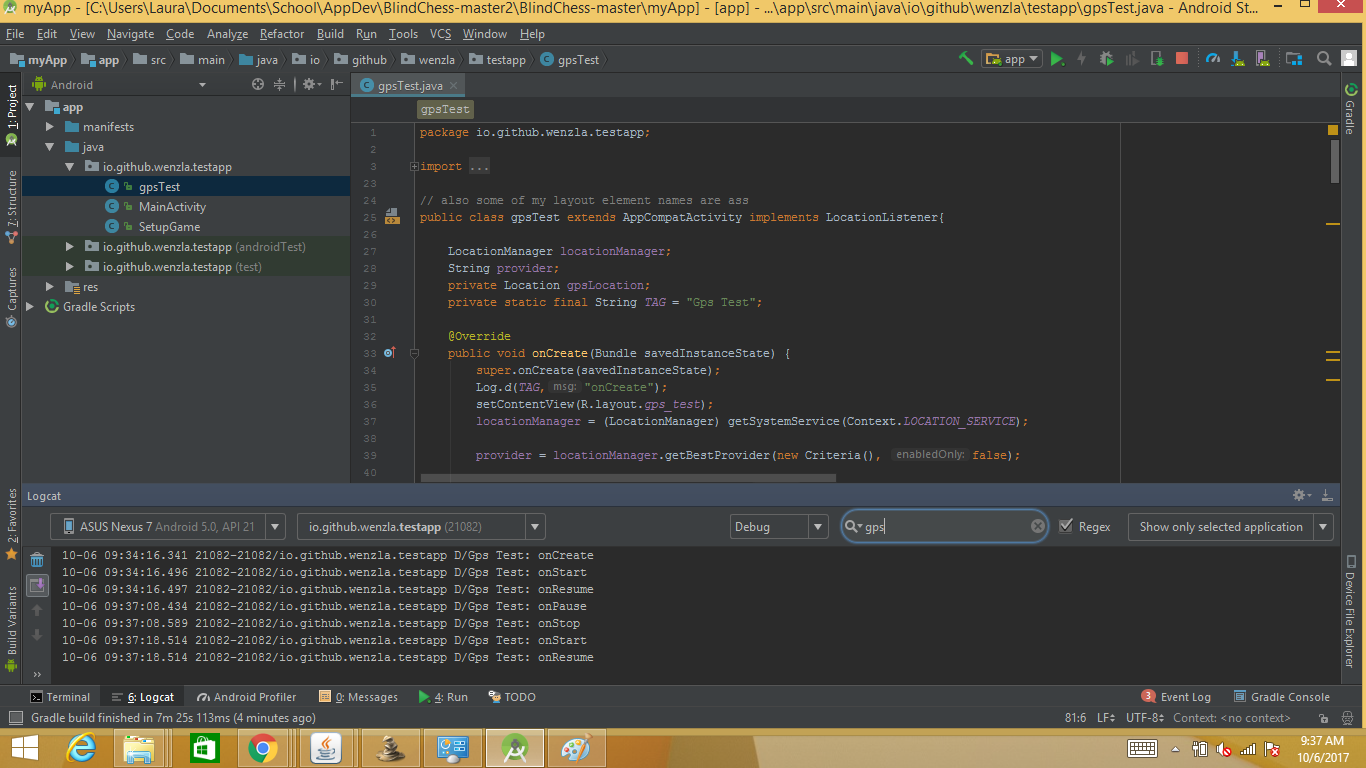 myApp - [C:\Users\Laura\Documents\School\AppDev\BlindChess-master2\BlindChess-master\myApp] - [app] - ...\app\src\main\java\io\github\wenzla\testapp\gpsTest.java - Android St...
File Edit View Navigate Code Analyze Refactor Build Run Tools VCS Window Help
myApp app src main java io github wenzla testapp gpsTest app
1: Project
Z: Structure
Captures
2: Favorites
Build Variants
Android
app
manifests
java
io.github.wenzla.testapp
gpsTest
MainActivity
SetupGame
io.github.wenzla.testapp (androidTest)
io.github.wenzla.testapp (test)
res
Gradle Scripts
gpsTest.java
gpsTest
1 package io.github.wenzla.testapp;
2
3 import ...
23
24 // also some of my layout element names are ass
25 public class gpsTest extends AppCompatActivity implements LocationListener{
26
27 LocationManager locationManager;
28 String provider;
29 private Location gpsLocation;
30 private static final String TAG = "Gps Test";
31
32 @Override
33 public void onCreate(Bundle savedInstanceState) {
34 super.onCreate(savedInstanceState);
35 Log.d(TAG, msg: "onCreate");
36 setContentView(R.layout.gps_test);
37 locationManager = (LocationManager) getSystemService(Context.LOCATION_SERVICE);
38
39 provider = locationManager.getBestProvider(new Criteria(), enabledOnly: false);
40
Gradle
Device File Explorer
Logcat
ASUS Nexus 7 Android 5.0, API 21 io.github.wenzla.testapp (21082) Debug gps Regex Show only selected application
10-06 09:34:16.341 21082-21082/io.github.wenzla.testapp D/Gps Test: onCreate
10-06 09:34:16.496 21082-21082/io.github.wenzla.testapp D/Gps Test: onStart
10-06 09:34:16.497 21082-21082/io.github.wenzla.testapp D/Gps Test: onResume
10-06 09:37:08.434 21082-21082/io.github.wenzla.testapp D/Gps Test: onPause
10-06 09:37:08.589 21082-21082/io.github.wenzla.testapp D/Gps Test: onStop
10-06 09:37:18.514 21082-21082/io.github.wenzla.testapp D/Gps Test: onStart
10-06 09:37:18.514 21082-21082/io.github.wenzla.testapp D/Gps Test: onResume
Terminal 6: Logcat Android Profiler 0: Messages 4: Run TODO 3 Event Log Gradle Console
Gradle build finished in 7m 25s 113ms (4 minutes ago) 81:6 LF UTF-8 Context: <no context>
9:37 AM
10/6/2017